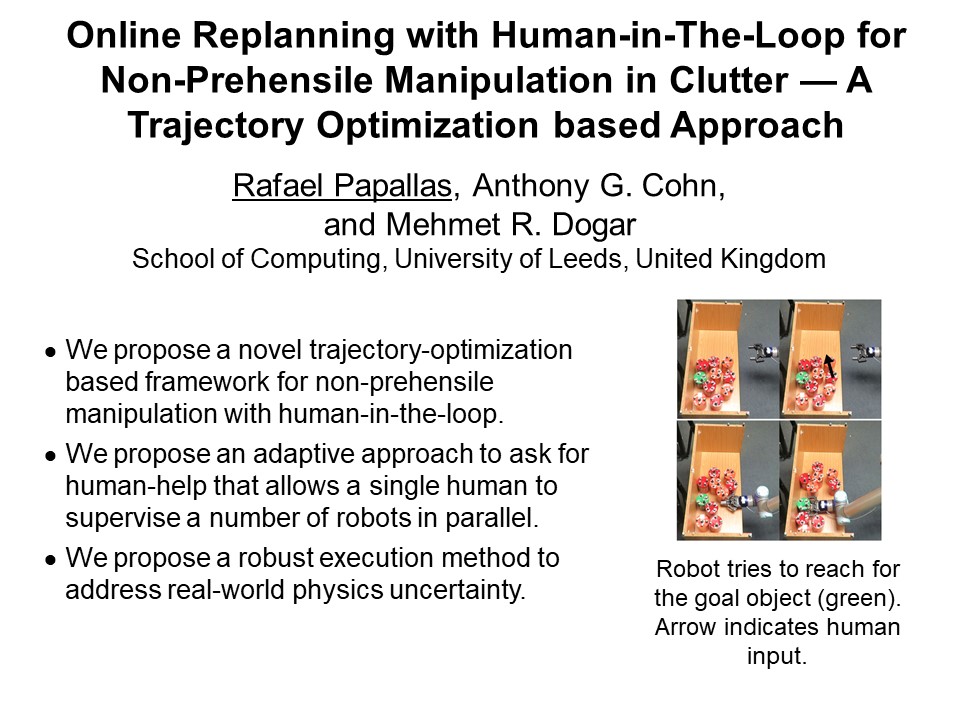 Online Replanning with Human-in-The-Loop for
Non-Prehensile Manipulation in Clutter — A
Trajectory Optimization based Approach
Rafael Papallas, Anthony G. Cohn,
and Mehmet R. Dogar
School of Computing, University of Leeds, United Kingdom
● We propose a novel trajectory-optimization
based framework for non-prehensile
manipulation with human-in-the-loop.
● We propose an adaptive approach to ask for
human-help that allows a single human to
supervise a number of robots in parallel.
● We propose a robust execution method to
address real-world physics uncertainty.
Robot tries to reach for
the goal object (green).
Arrow indicates human
input.